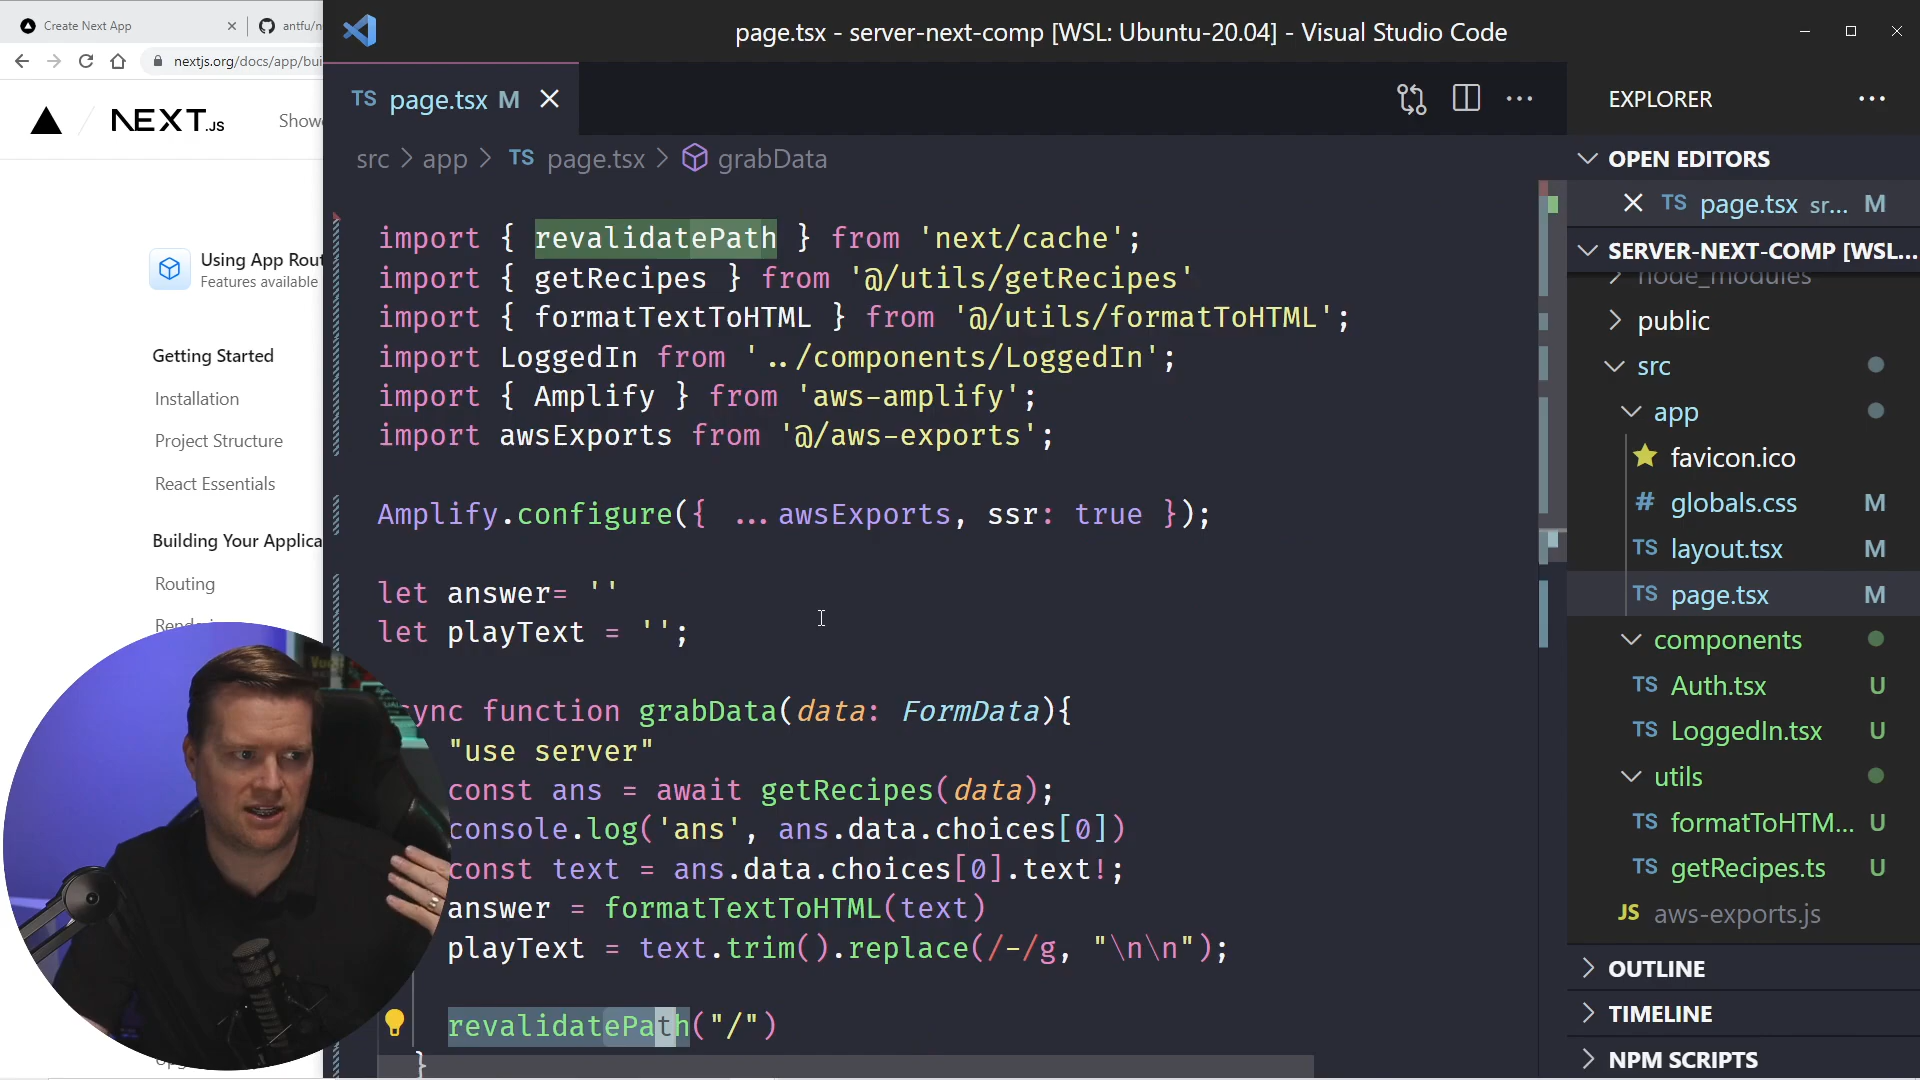 Create Next App
antfu/n
nextjs.org/docs/app/bui
NEXT.JS
Show
Using App Rout
Features available
Getting Started
Installation
Project Structure
React Essentials
Building Your Applica
Routing
page.tsx - server-next-comp [WSL: Ubuntu-20.04] - Visual Studio Code
TS page.tsx M
src > app > TS page.tsx > grabData
import { revalidatePath } from 'next/cache';
import { getRecipes } from '@/utils/getRecipes'
import { formatTextToHTML } from '@/utils/formatToHTML';
import LoggedIn from '../components/LoggedIn';
import { Amplify } from 'aws-amplify';
import awsExports from '@/aws-exports';
Amplify.configure({ ...awsExports, ssr: true });
let answer= ''
let playText = '';
sync function grabData(data: FormData){
"use server"
const ans = await getRecipes(data);
console.log('ans', ans.data.choices[0])
const text = ans.data.choices[0].text!;
answer = formatTextToHTML(text)
playText = text.trim().replace(/-/g, "\n\n");
revalidatePath("/")
}
EXPLORER
OPEN EDITORS
TS page.tsx sr... M
SERVER-NEXT-COMP [WSL...
node_modules
public
src
app
favicon.ico
# globals.css M
TS layout.tsx M
TS page.tsx M
components
TS Auth.tsx U
TS LoggedIn.tsx U
utils
TS formatToHTM... U
TS getRecipes.ts U
JS aws-exports.js
OUTLINE
TIMELINE
NPM SCRIPTS